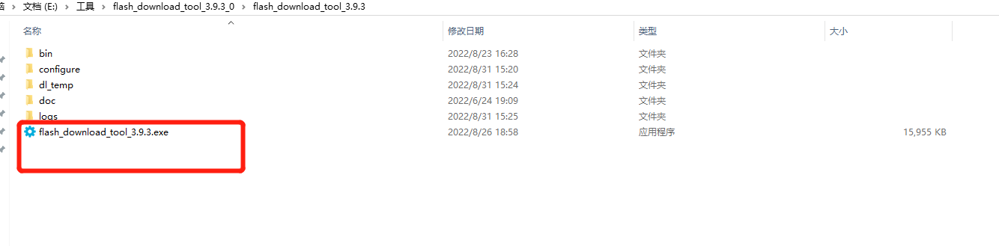 脑 文档 (E:) 工具 flash_download_tool_3.9.3_0 flash_download_tool_3.9.3
名称 修改日期 类型 大小
bin 2022/8/23 16:28 文件夹
configure 2022/8/31 15:20 文件夹
dl_temp 2022/8/31 15:24 文件夹
doc 2022/6/24 19:09 文件夹
logs 2022/8/31 15:25 文件夹
flash_download_tool_3.9.3.exe 2022/8/26 18:58 应用程序 15,955 KB